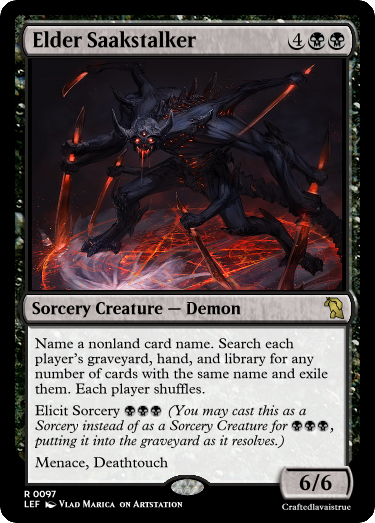 Elder Saakstalker 4
Sorcery Creature — Demon
Name a nonland card name. Search each
player's graveyard, hand, and library for any
number of cards with the same name and exile
them. Each player shuffles.
Elicit Sorcery (You may cast this as a
Sorcery instead of as a Sorcery Creature for ,
putting it into the graveyard as it resolves.)
Menace, Deathtouch
6/6
R 0097
LEF Vlad Marica on Artstation
Craftedlavaistrue